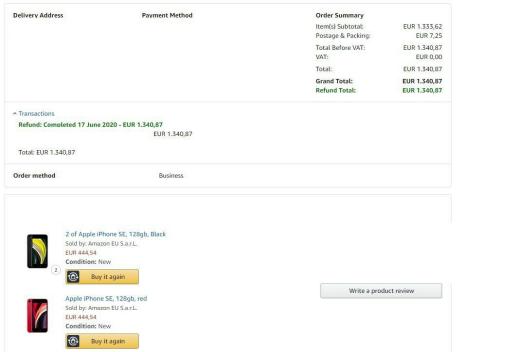 Delivery Address
Payment Method
Order Summary
Item(s) Subtotal: EUR 1.333,62
Postage & Packing: EUR 7,25
Total Before VAT: EUR 1.340,87
VAT: EUR 0,00
Total: EUR 1.340,87
Grand Total: EUR 1.340,87
Refund Total: EUR 1.340,87
Transactions
Refund: Completed 17 June 2020 - EUR 1.340,87
EUR 1.340,87
Total: EUR 1.340,87
Order method Business
2 of Apple iPhone SE, 128gb, Black
Sold by: Amazon EU S.a.r.L.
EUR 444,54
Condition: New
2
Buy it again
Write a product review
Apple iPhone SE, 128gb, red
Sold by: Amazon EU S.a.r.L.
EUR 444,54
Condition: New
Buy it again